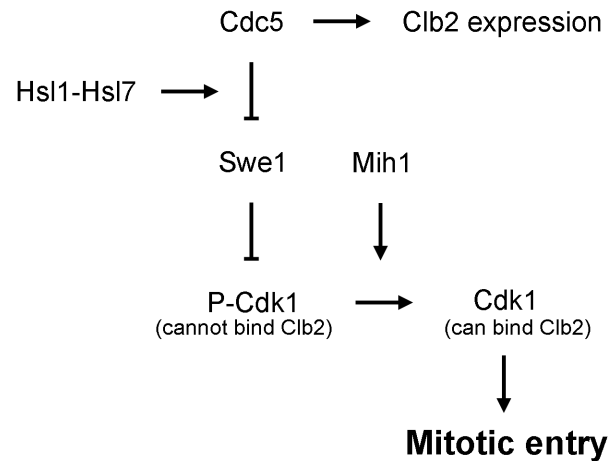 Cdc5
Clb2 expression
Hsl1-Hsl7
Swe1
Mih1
P-Cdk1
(cannot bind Clb2)
Cdk1
(can bind Clb2)
Mitotic entry